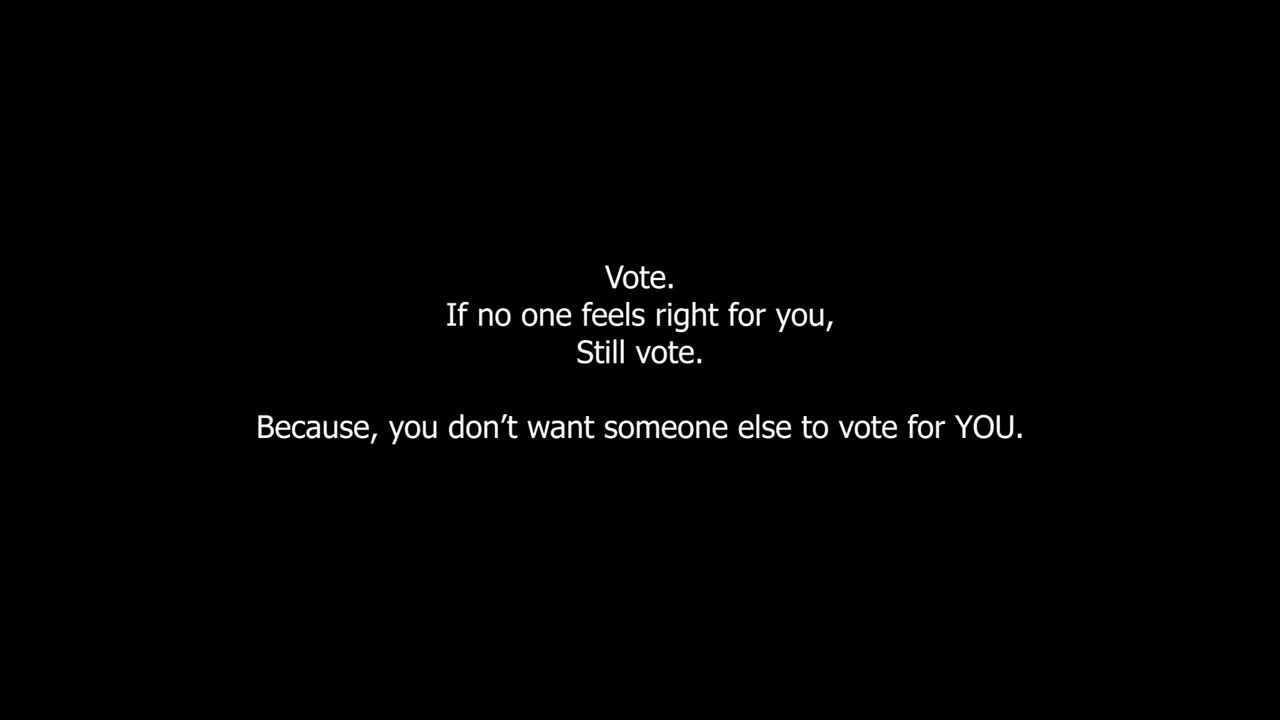 Vote.
If no one feels right for you,
Still vote.
Because, you don’t want someone else to vote for YOU.